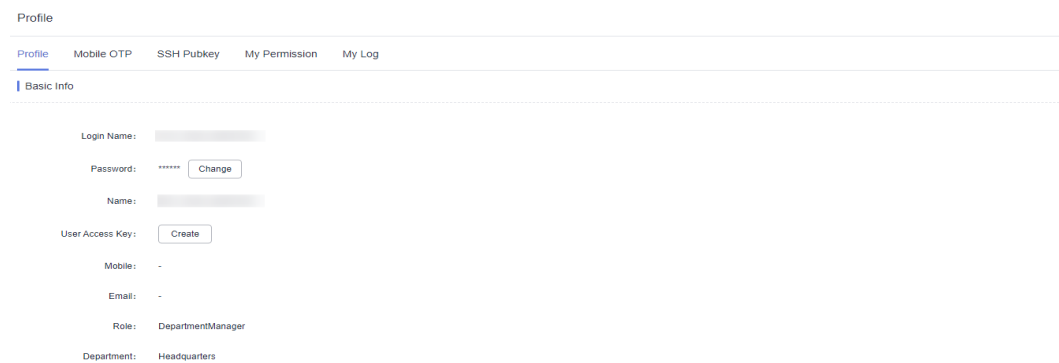 Profile
Profile Mobile OTP SSH Pubkey My Permission My Log
Basic Info
Login Name:
Password: ****** Change
Name:
User Access Key: Create
Mobile: -
Email: -
Role: DepartmentManager
Department: Headquarters